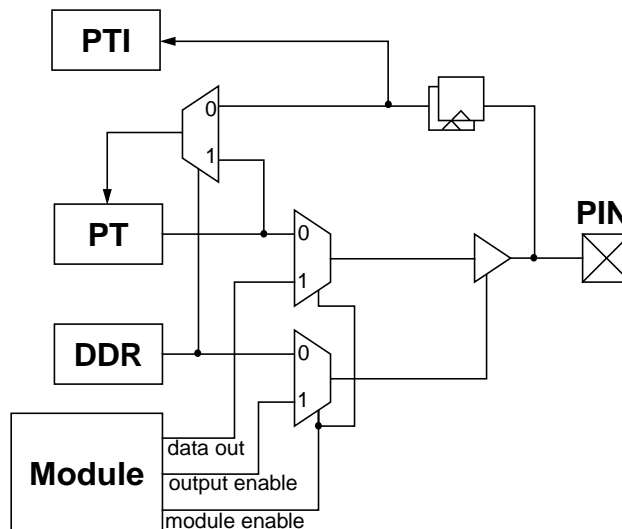 PTI
0
1
PT
PIN
0
1
DDR
0
1
Module
data out
output enable
module enable